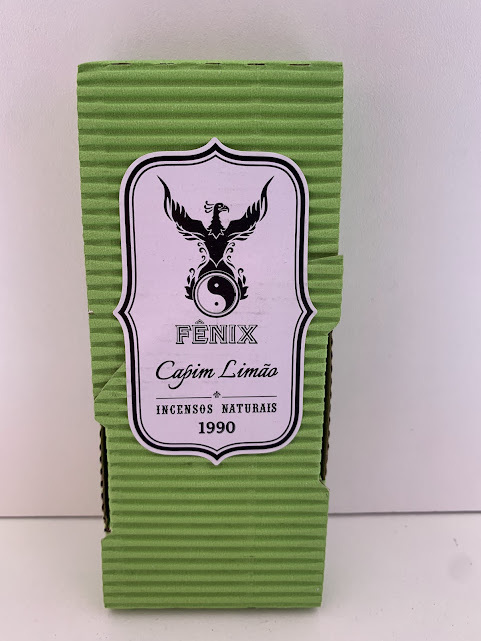 FÊNIX
Capim Limão
INCENSOS NATURAIS
1990